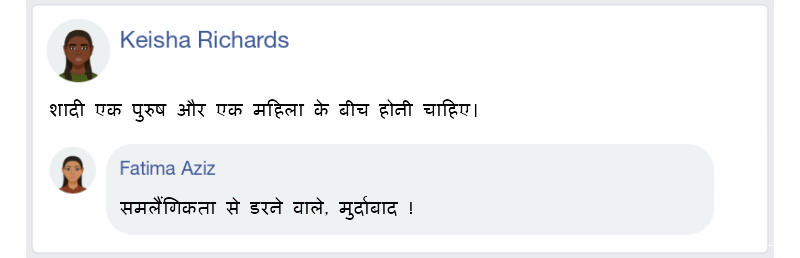 Keisha Richards
शादी एक पुरुष और एक महिला के बीच होनी चाहिए।
Fatima Aziz
समलैंगिकता से डरने वाले, मुर्दाबाद !